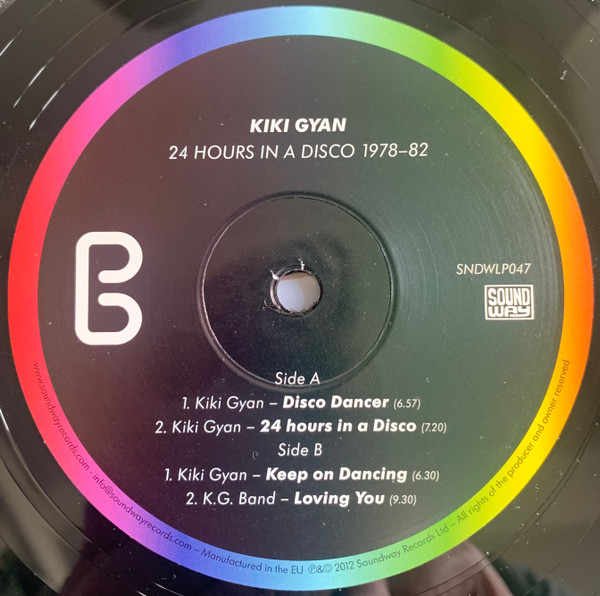 KIKI GYAN
24 HOURS IN A DISCO 1978–82
B
SNDWLP047
SOUND
WAY
Side A
1. Kiki Gyan – Disco Dancer (6.57)
2. Kiki Gyan – 24 hours in a Disco (7.20)
Side B
1. Kiki Gyan – Keep on Dancing (6.30)
2. K.G. Band – Loving You (9.30)
www.soundwayrecords.com - info@soundwayrecords.com – Manufactured in the EU ℗&© 2012 Soundway Records Ltd – All rights of the producer and owner reserved